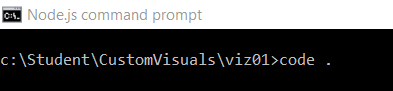 Node.js command prompt
c:\Student\CustomVisuals\viz01>code .